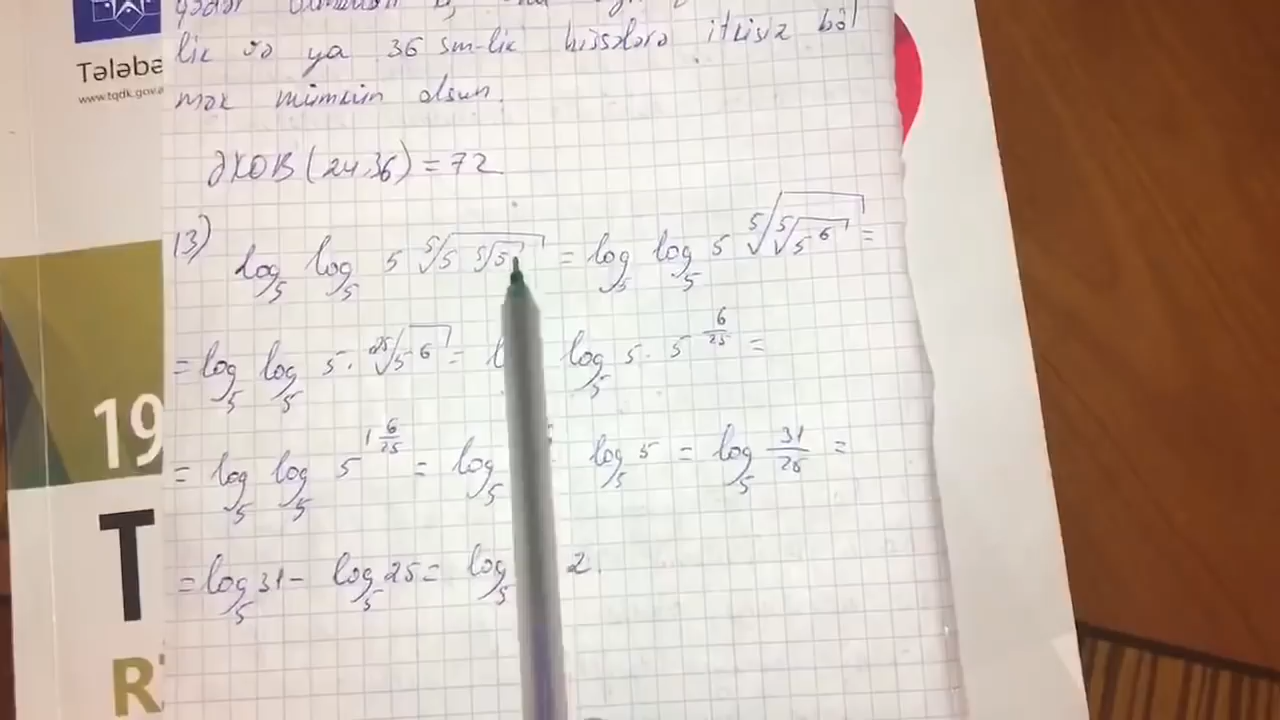 lik və ya 36 sm-lik hissələrə itkisiz böl
mək mümkün olsun.
Tələbə
www.tqdk.gov.a
ƏKOB(24,36)=72
13) log₅ log₅ 5 ⁵√(5 ⁵√5) = log₅ log₅ 5 ⁵√(⁵√(5⁶)) =
= log₅ log₅ 5 · ²⁵√(5⁶) = log₅ 5 · 5^(6/25) =
= log₅ log₅ 5^(1 6/25) = log₅ log₅ 5 = log₅ 31/25 =
= log₅ 31 - log₅ 25 = log₅ 2.
19
T
R